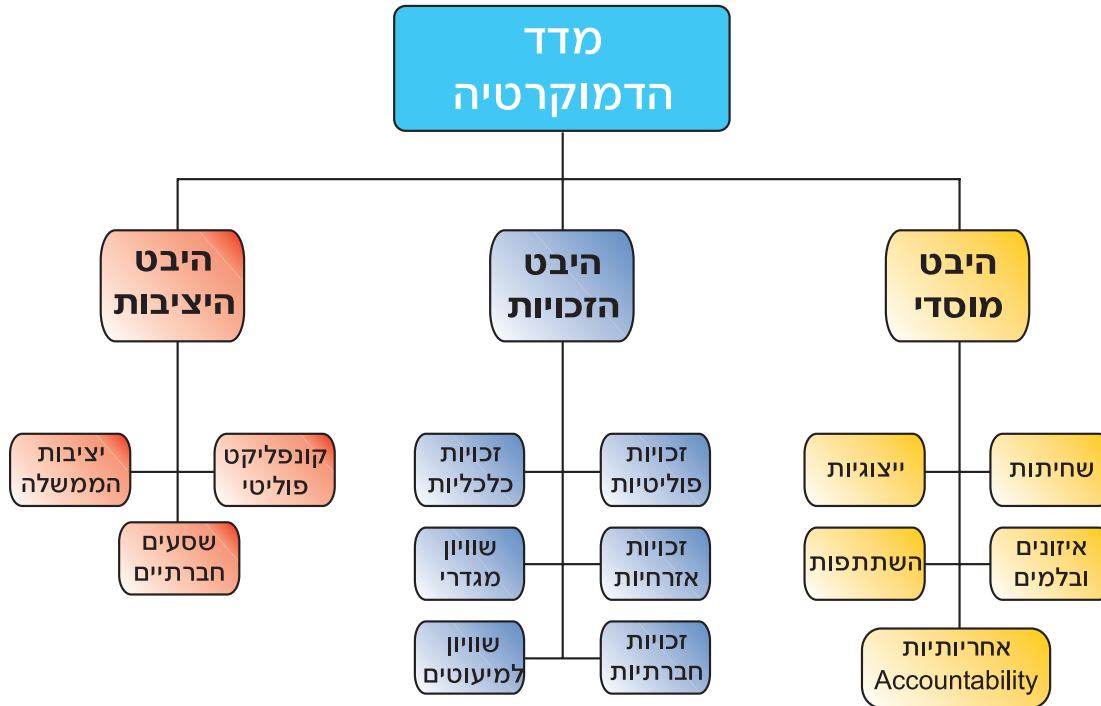 מדד
הדמוקרטיה
היבט
מוסדי
היבט
הזכויות
היבט
היציבות
שחיתות
ייצוגיות
איזונים
ובלמים
השתתפות
אחריותיות
Accountability
זכויות
פוליטיות
זכויות
כלכליות
זכויות
אזרחיות
שוויון
מגדרי
זכויות
חברתיות
שוויון
למיעוטים
קונפליקט
פוליטי
יציבות
הממשלה
שסעים
חברתיים